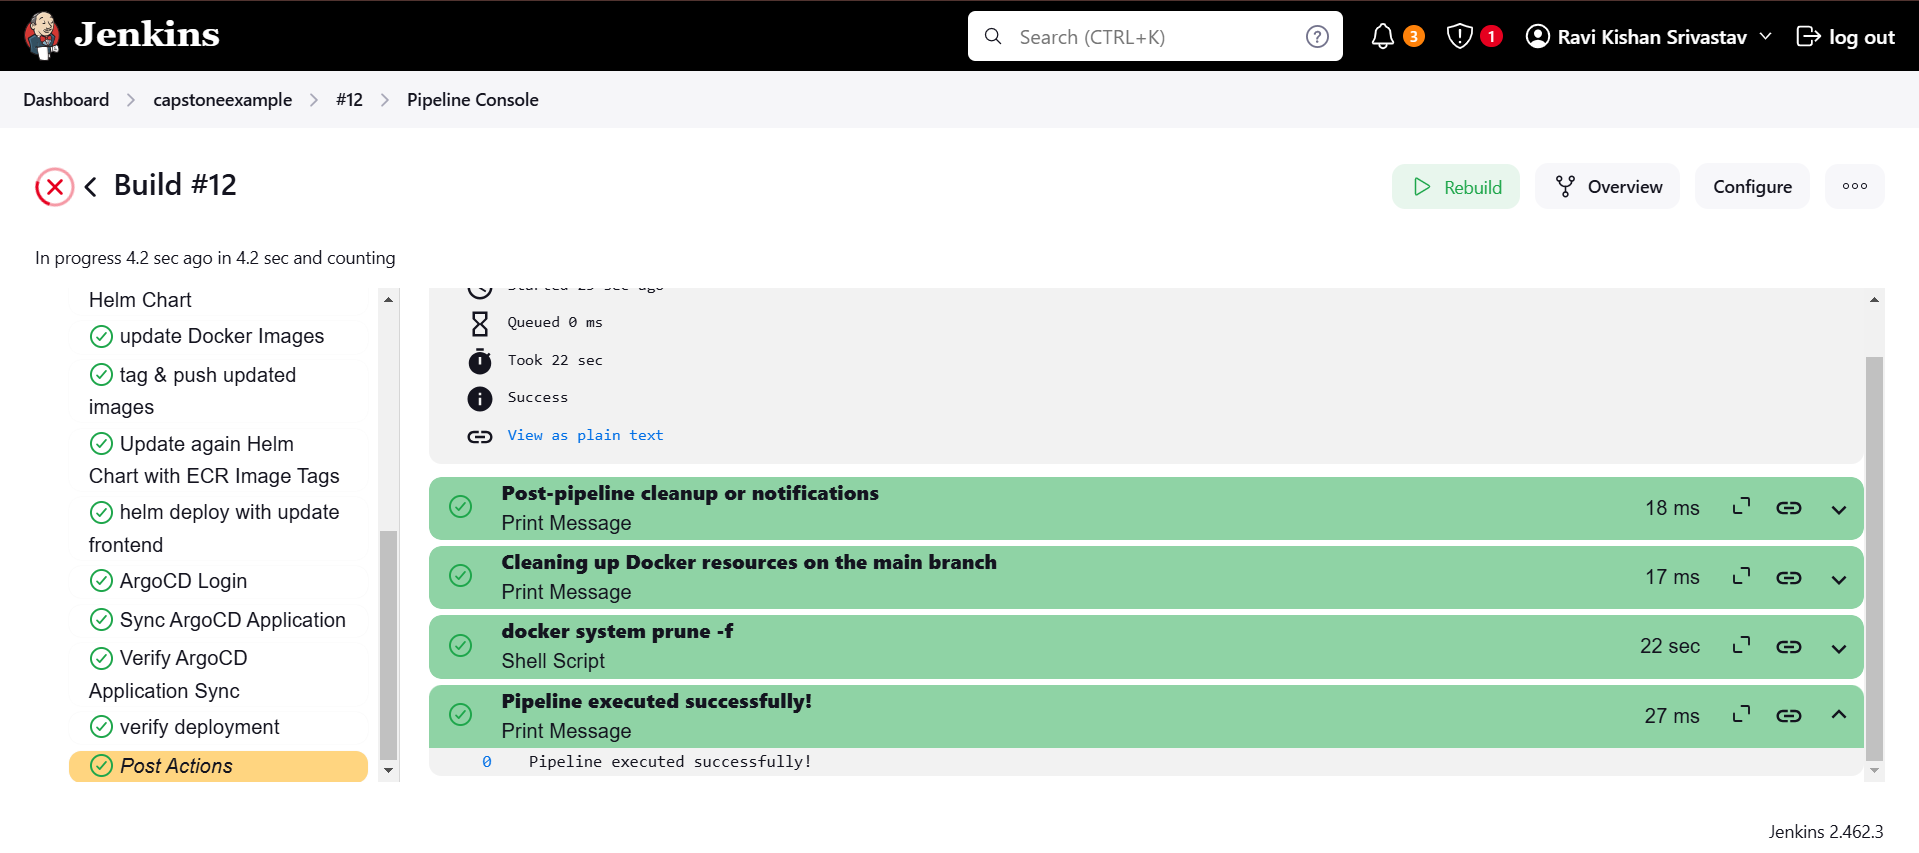 Jenkins
Search (CTRL+K)
3
1
Ravi Kishan Srivastav
log out
Dashboard
capstoneexample
#12
Pipeline Console
Build #12
Rebuild
Overview
Configure
In progress 4.2 sec ago in 4.2 sec and counting
Helm Chart
update Docker Images
tag & push updated
images
Update again Helm
Chart with ECR Image Tags
helm deploy with update
frontend
ArgoCD Login
Sync ArgoCD Application
Verify ArgoCD
Application Sync
verify deployment
Post Actions
Queued 0 ms
Took 22 sec
Success
View as plain text
Post-pipeline cleanup or notifications
Print Message
18 ms
Cleaning up Docker resources on the main branch
Print Message
17 ms
docker system prune -f
Shell Script
22 sec
Pipeline executed successfully!
Print Message
27 ms
0 Pipeline executed successfully!
Jenkins 2.462.3